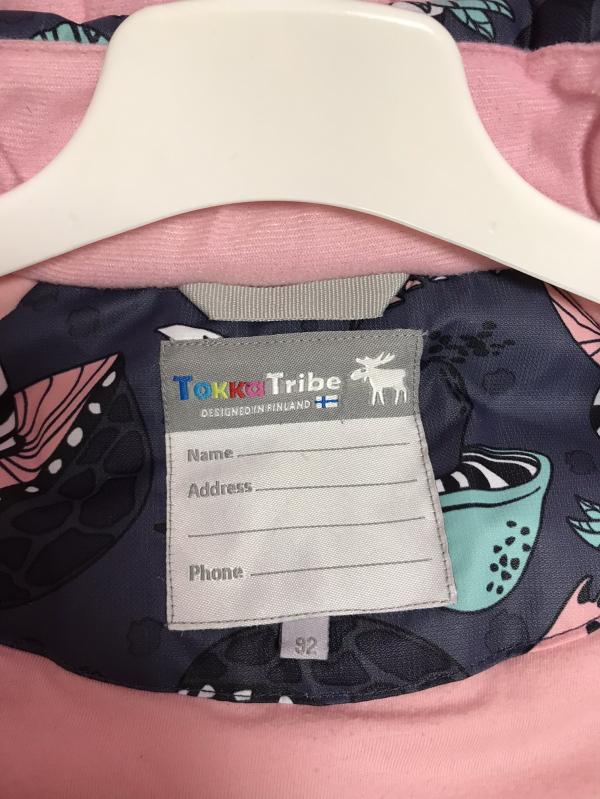 TokkaTribe
DESIGNED IN FINLAND
Name
Address
Phone
92